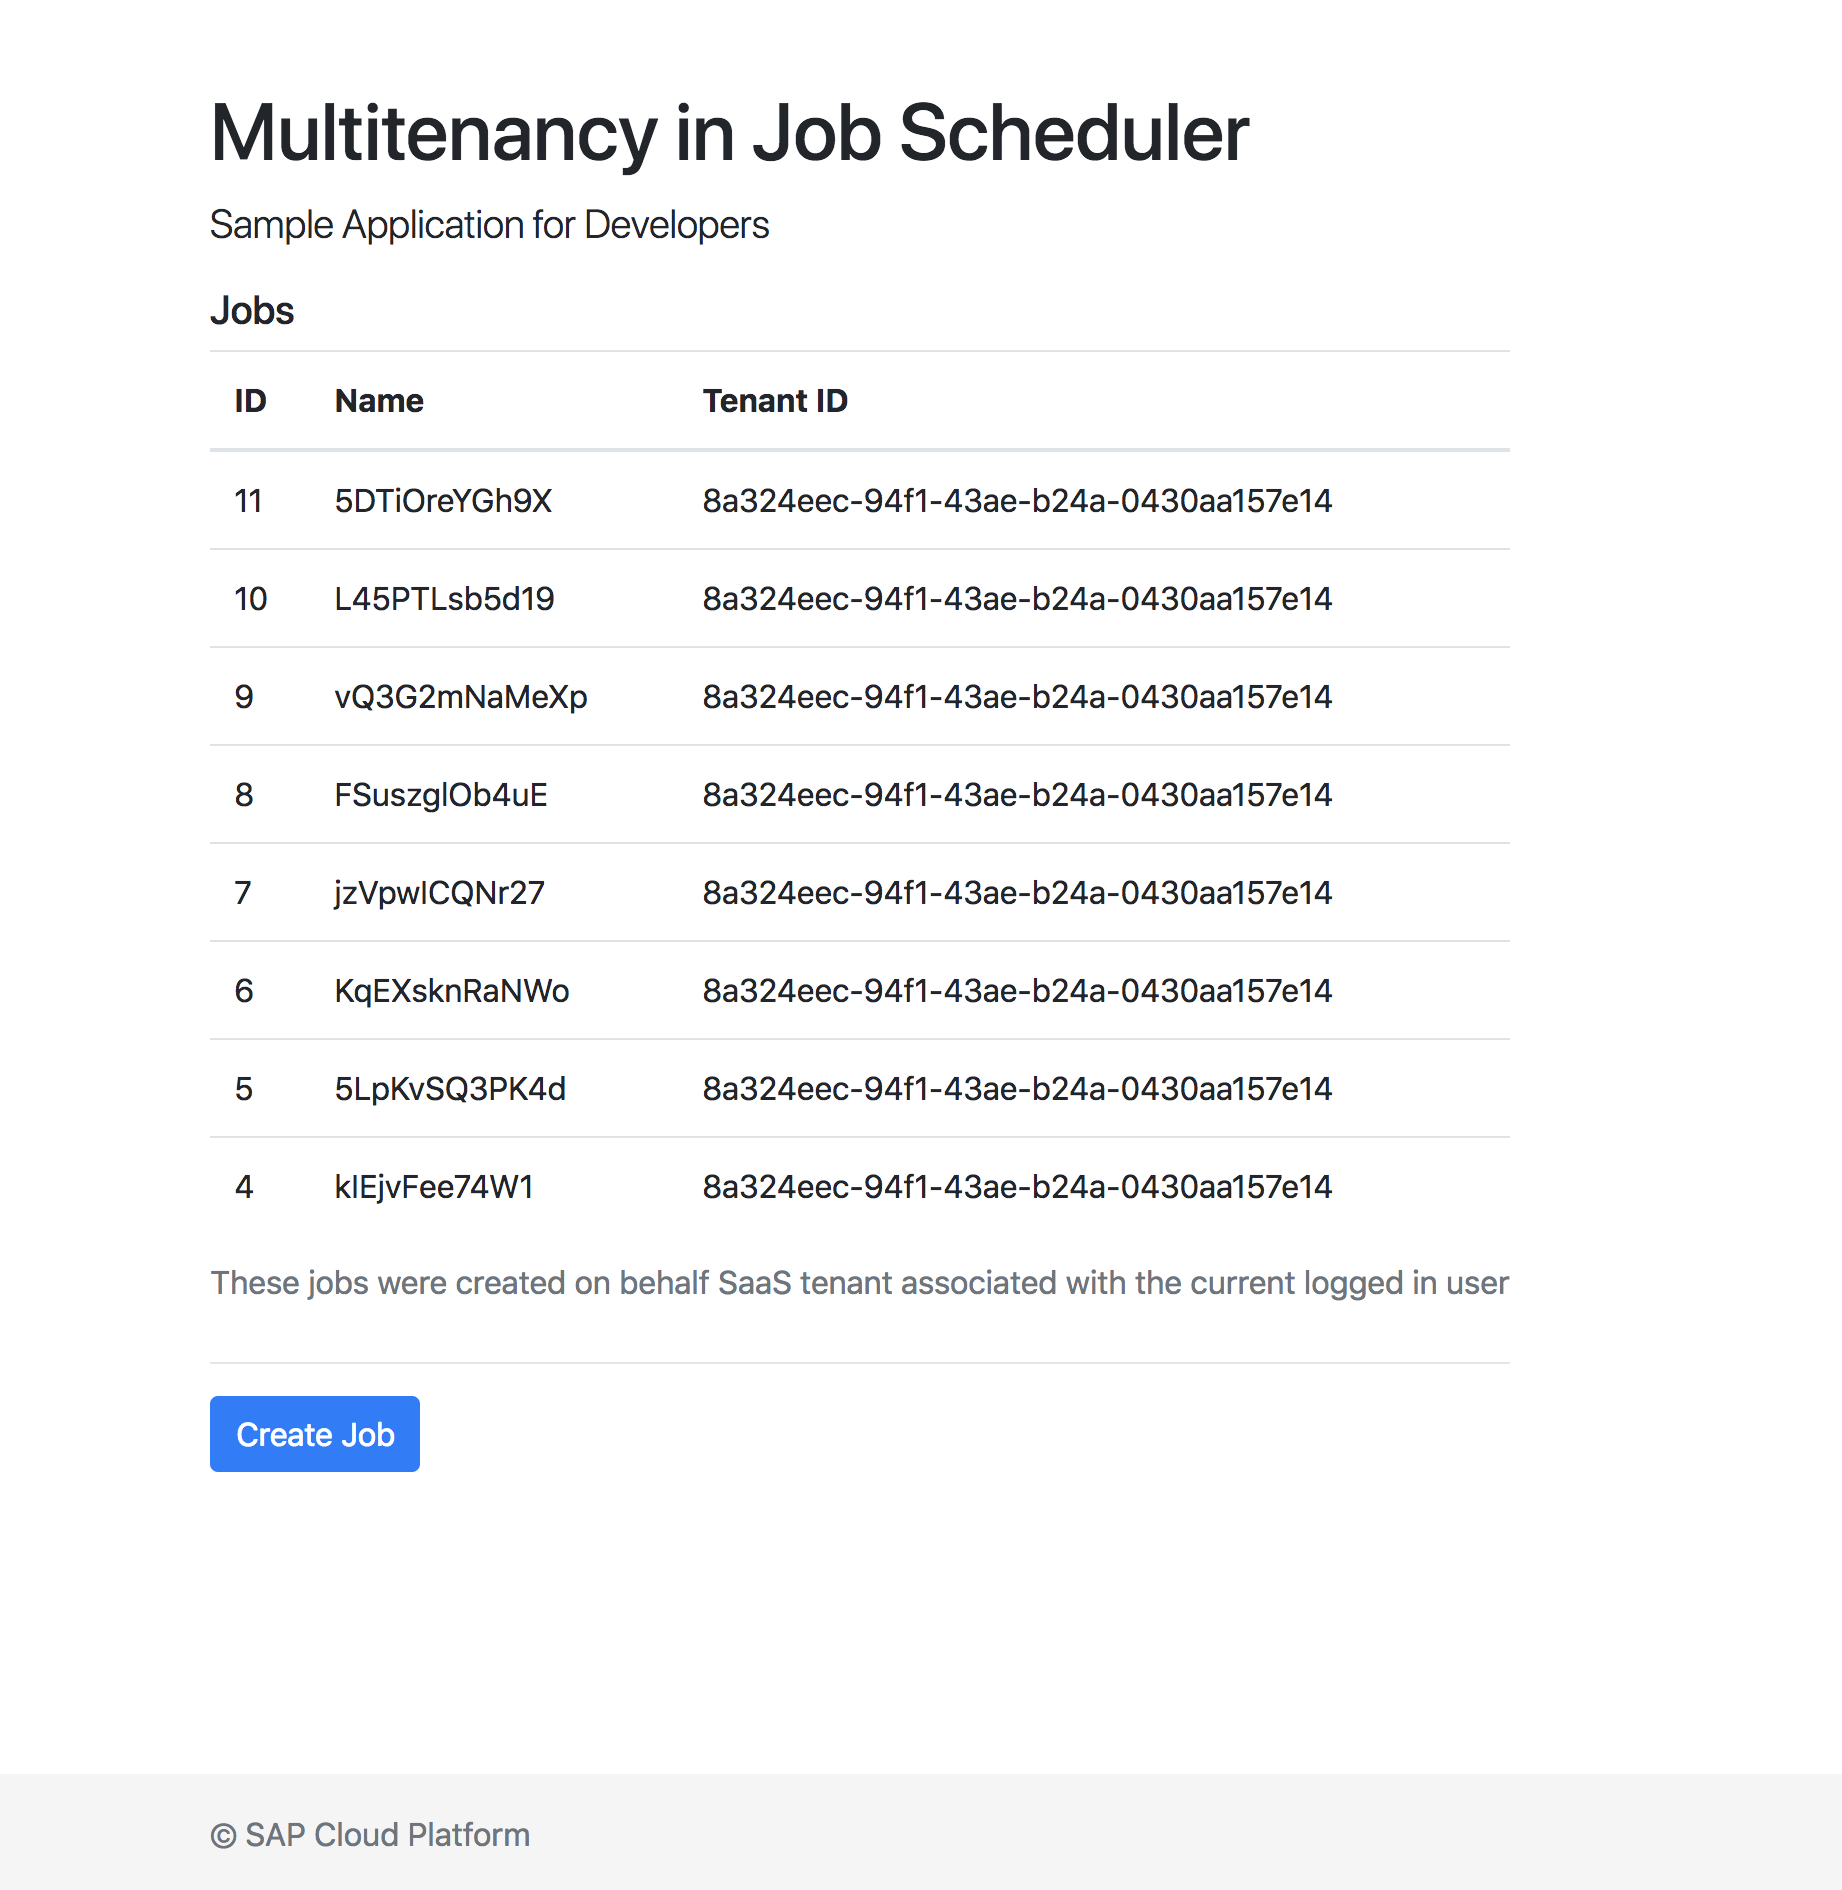 Multitenancy in Job Scheduler
Sample Application for Developers
Jobs
ID Name Tenant ID
11 5DTiOreYGh9X 8a324eec-94f1-43ae-b24a-0430aa157e14
10 L45PTLsb5d19 8a324eec-94f1-43ae-b24a-0430aa157e14
9 vQ3G2mNaMeXp 8a324eec-94f1-43ae-b24a-0430aa157e14
8 FSuszglOb4uE 8a324eec-94f1-43ae-b24a-0430aa157e14
7 jzVpwICQNr27 8a324eec-94f1-43ae-b24a-0430aa157e14
6 KqEXsknRaNWo 8a324eec-94f1-43ae-b24a-0430aa157e14
5 5LpKvSQ3PK4d 8a324eec-94f1-43ae-b24a-0430aa157e14
4 kIEjvFee74W1 8a324eec-94f1-43ae-b24a-0430aa157e14
These jobs were created on behalf SaaS tenant associated with the current logged in user
Create Job
© SAP Cloud Platform